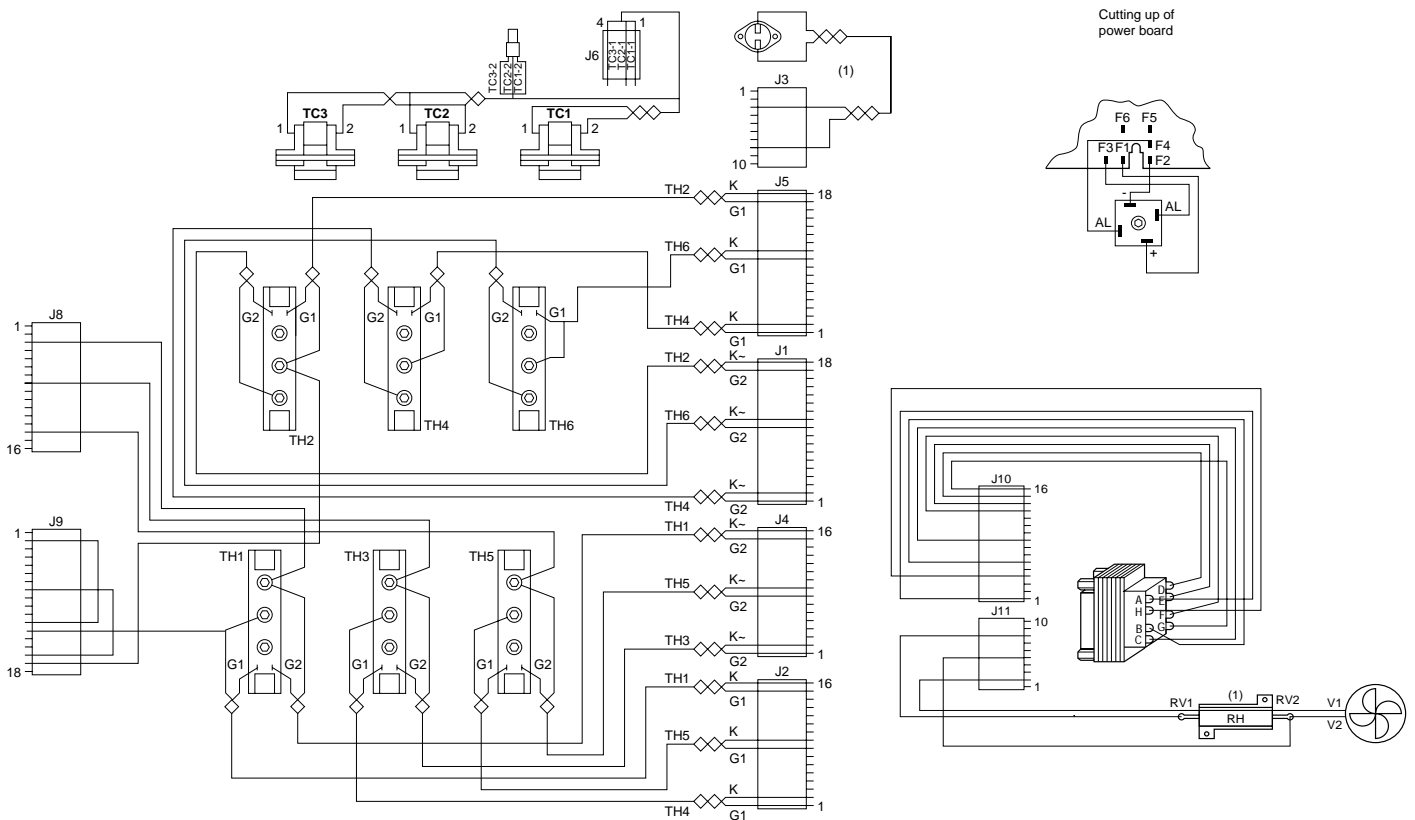 Cutting up of
power board
4 1
J6
TC3-1
TC2-1
TC1-1
TC3-2
TC2-2
TC1-2
TC3 TC2 TC1
1 2 1 2 1 2
(1)
J3
1
10
F6 F5
F3 F1 F4
F2
-
AL AL
+
J5
TH2 K 18
G1
TH6 K
G1
TH4 K
G1 1
G2 G1 G2 G1 G2 G1
TH2 TH4 TH6
J8
1
16
J1
TH2 K~ 18
G2
TH6 K~
G2
K~
TH4 G2 1
J9
1
18
TH1 TH3 TH5
G1 G2 G1 G2 G1 G2
J4
TH1 K~ 16
G2
TH5 K~
G2
TH3 K~
G2 1
J2
TH1 K 16
G1
TH5 K
G1
K
TH4 G1 1
J10
16
1
J11
10
1
A D
H E
B F
C G
RV1 (1) RV2
RH
V1
V2